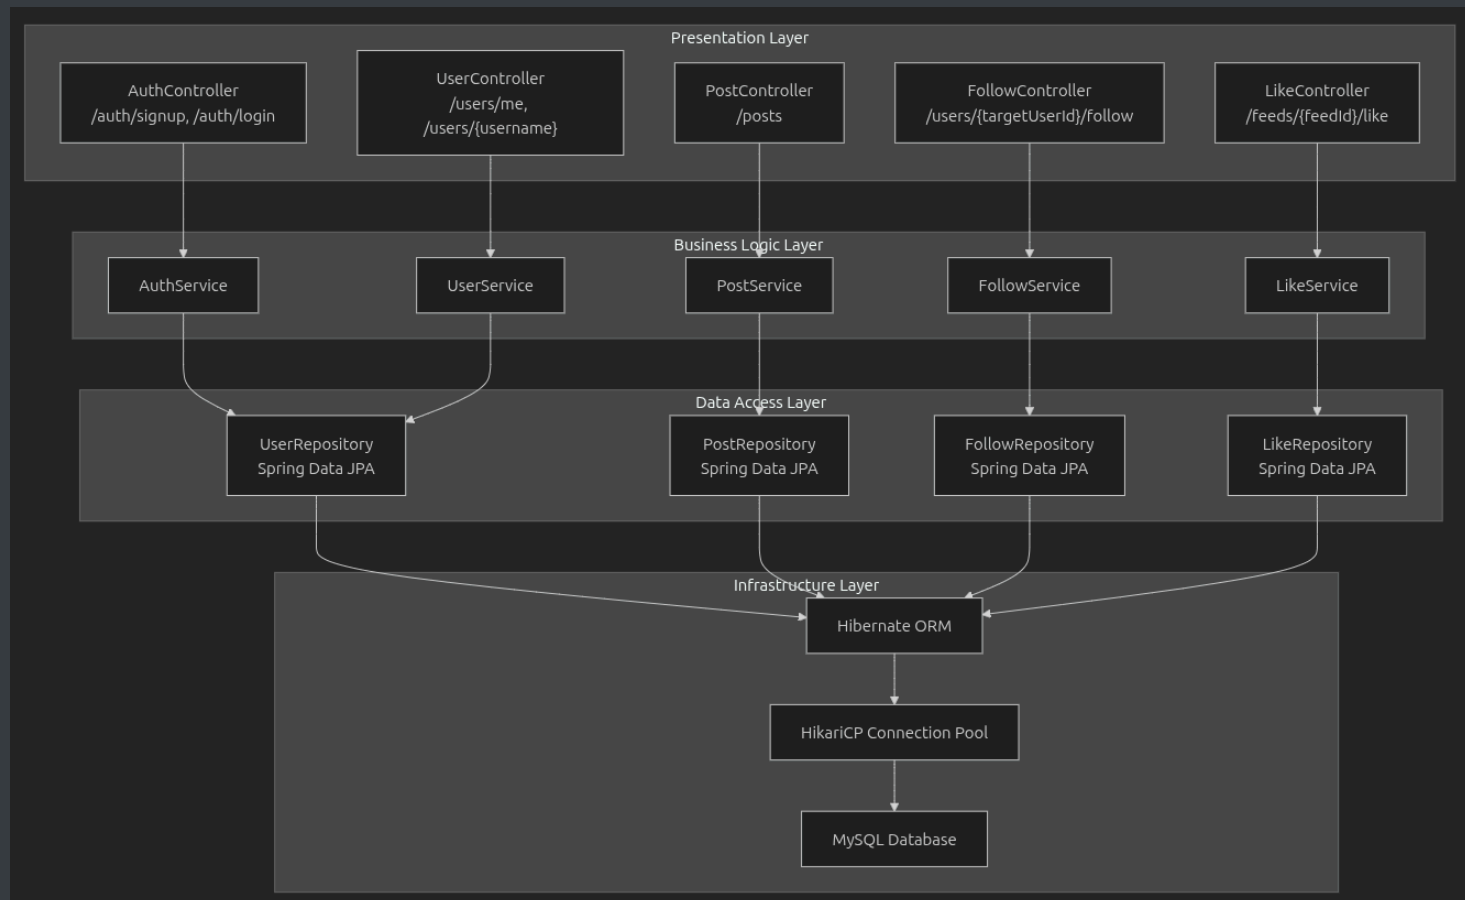 Presentation Layer
AuthController
/auth/signup, /auth/login
UserController
/users/me,
/users/{username}
PostController
/posts
FollowController
/users/{targetUserId}/follow
LikeController
/feeds/{feedId}/like
Business Logic Layer
AuthService
UserService
PostService
FollowService
LikeService
Data Access Layer
UserRepository
Spring Data JPA
PostRepository
Spring Data JPA
FollowRepository
Spring Data JPA
LikeRepository
Spring Data JPA
Infrastructure Layer
Hibernate ORM
HikariCP Connection Pool
MySQL Database